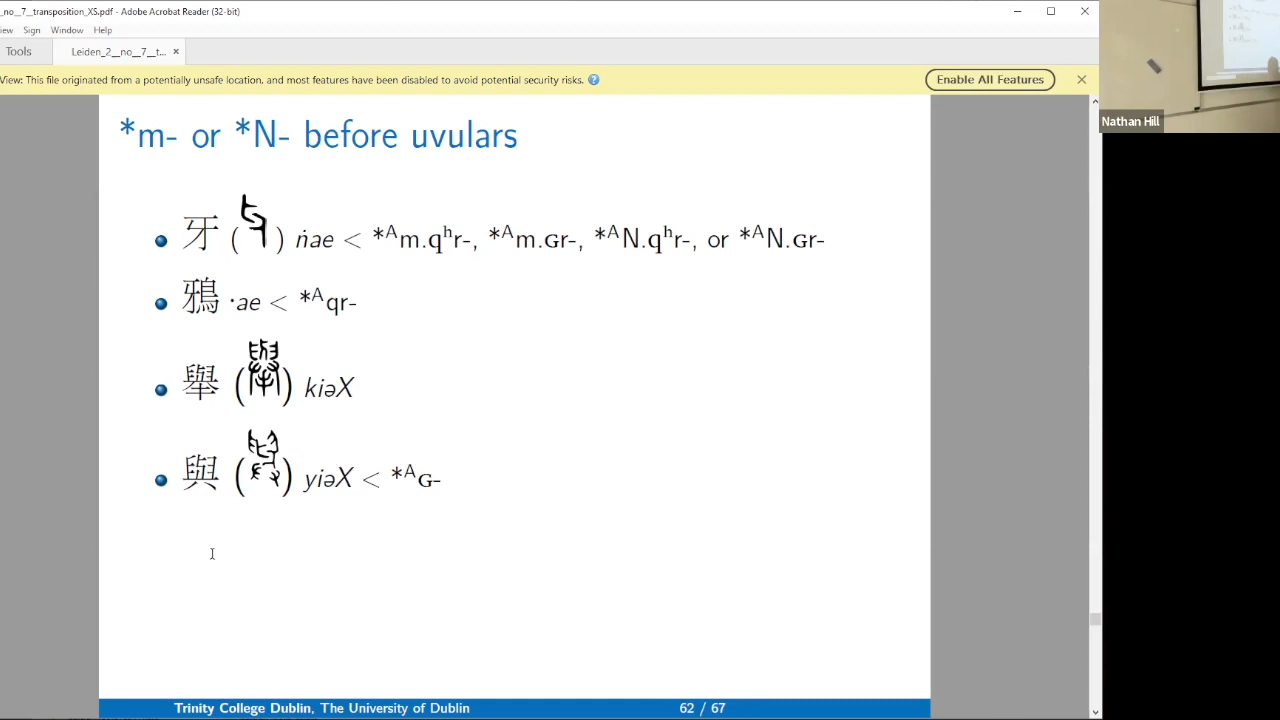 _no__7__transposition_XS.pdf - Adobe Acrobat Reader (32-bit)
iew Sign Window Help
Tools Leiden_2__no__7__t... ×
View: This file originated from a potentially unsafe location, and most features have been disabled to avoid potential security risks. Enable All Features
Nathan Hill
*m- or *N- before uvulars
牙 ( ) ṅae < *ᴬm.qʰr-, *ᴬm.ɢr-, *ᴬN.qʰr-, or *ᴬN.ɢr-
鴉 ·ae < *ᴬqr-
舉 ( ) kiəX
與 ( ) yiəX < *ᴬɢ-
Trinity College Dublin, The University of Dublin 62 / 67